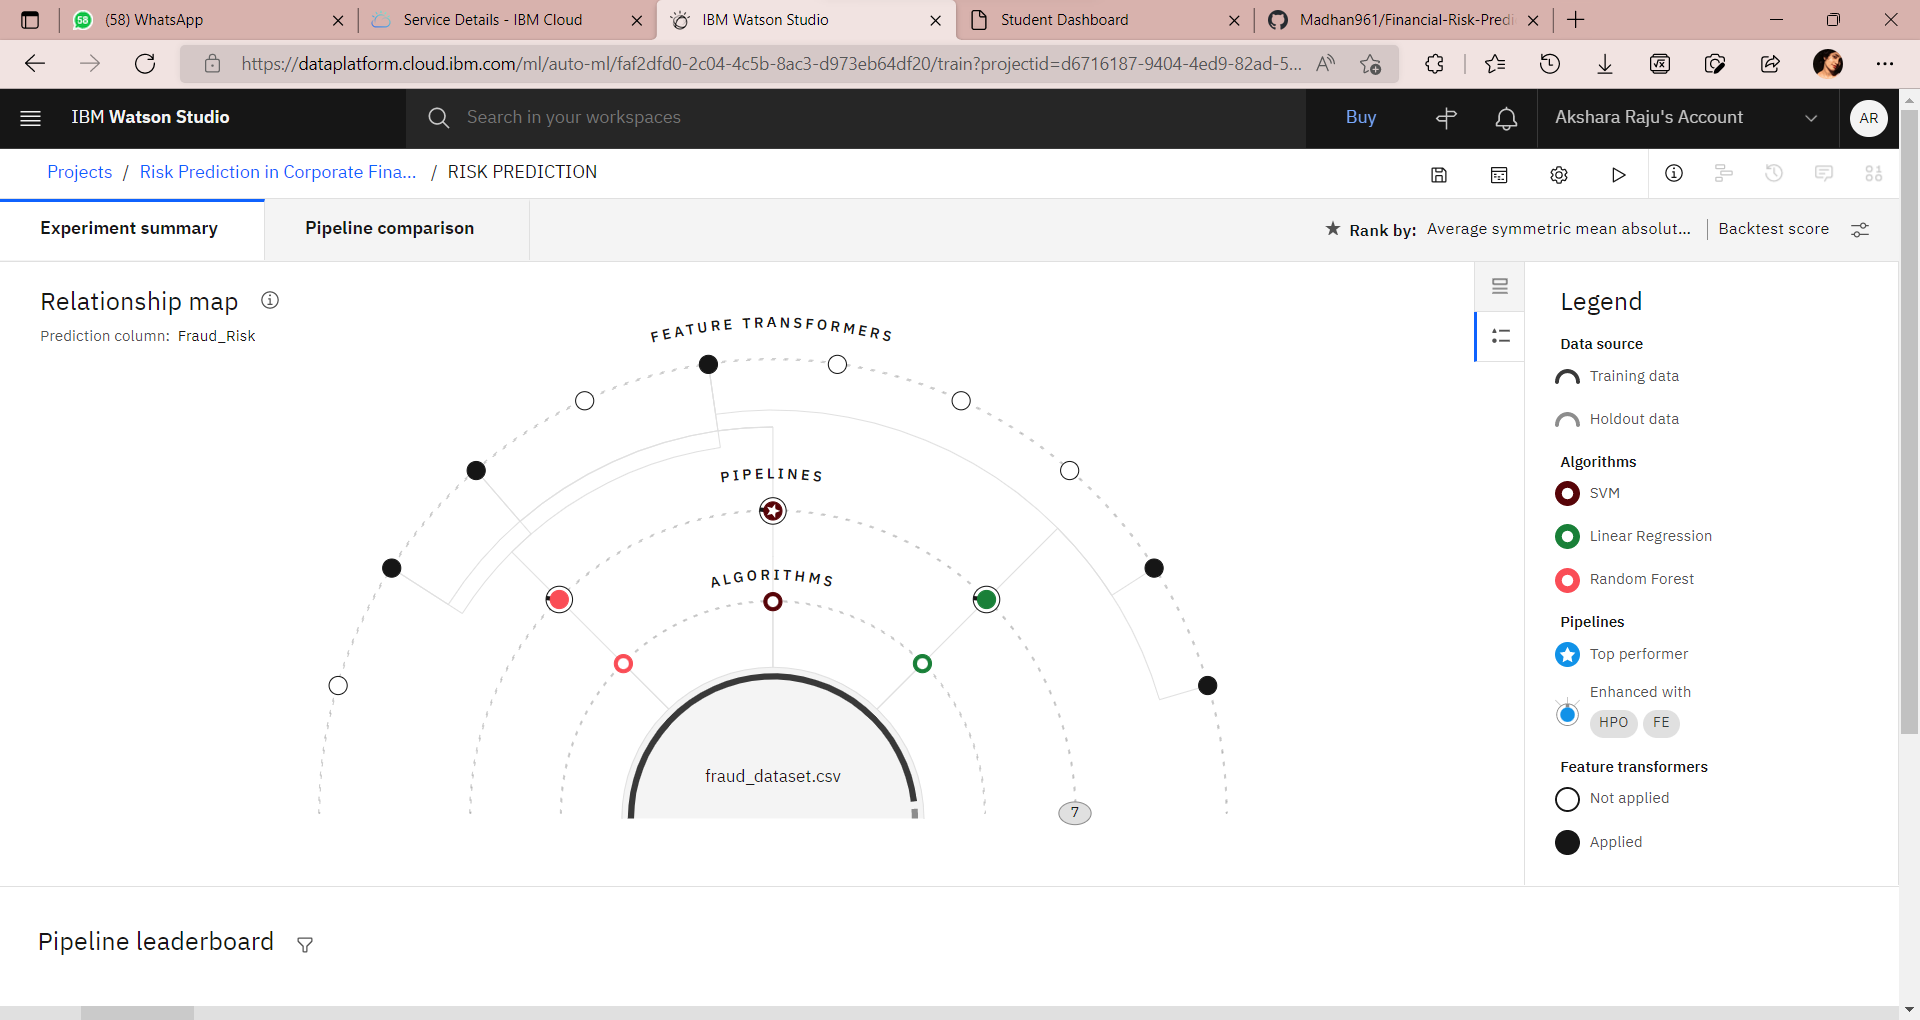 58 (58) WhatsApp
Service Details - IBM Cloud
IBM Watson Studio
Student Dashboard
Madhan961/Financial-Risk-Predi
https://dataplatform.cloud.ibm.com/ml/auto-ml/faf2dfd0-2c04-4c5b-8ac3-d973eb64df20/train?projectid=d6716187-9404-4ed9-82ad-5...
IBM Watson Studio
Search in your workspaces
Buy
Akshara Raju's Account
AR
Projects / Risk Prediction in Corporate Fina... / RISK PREDICTION
Experiment summary
Pipeline comparison
Rank by: Average symmetric mean absolut...
Backtest score
Relationship map
Prediction column: Fraud_Risk
FEATURE TRANSFORMERS
PIPELINES
ALGORITHMS
fraud_dataset.csv
7
Legend
Data source
Training data
Holdout data
Algorithms
SVM
Linear Regression
Random Forest
Pipelines
Top performer
Enhanced with
HPO FE
Feature transformers
Not applied
Applied
Pipeline leaderboard